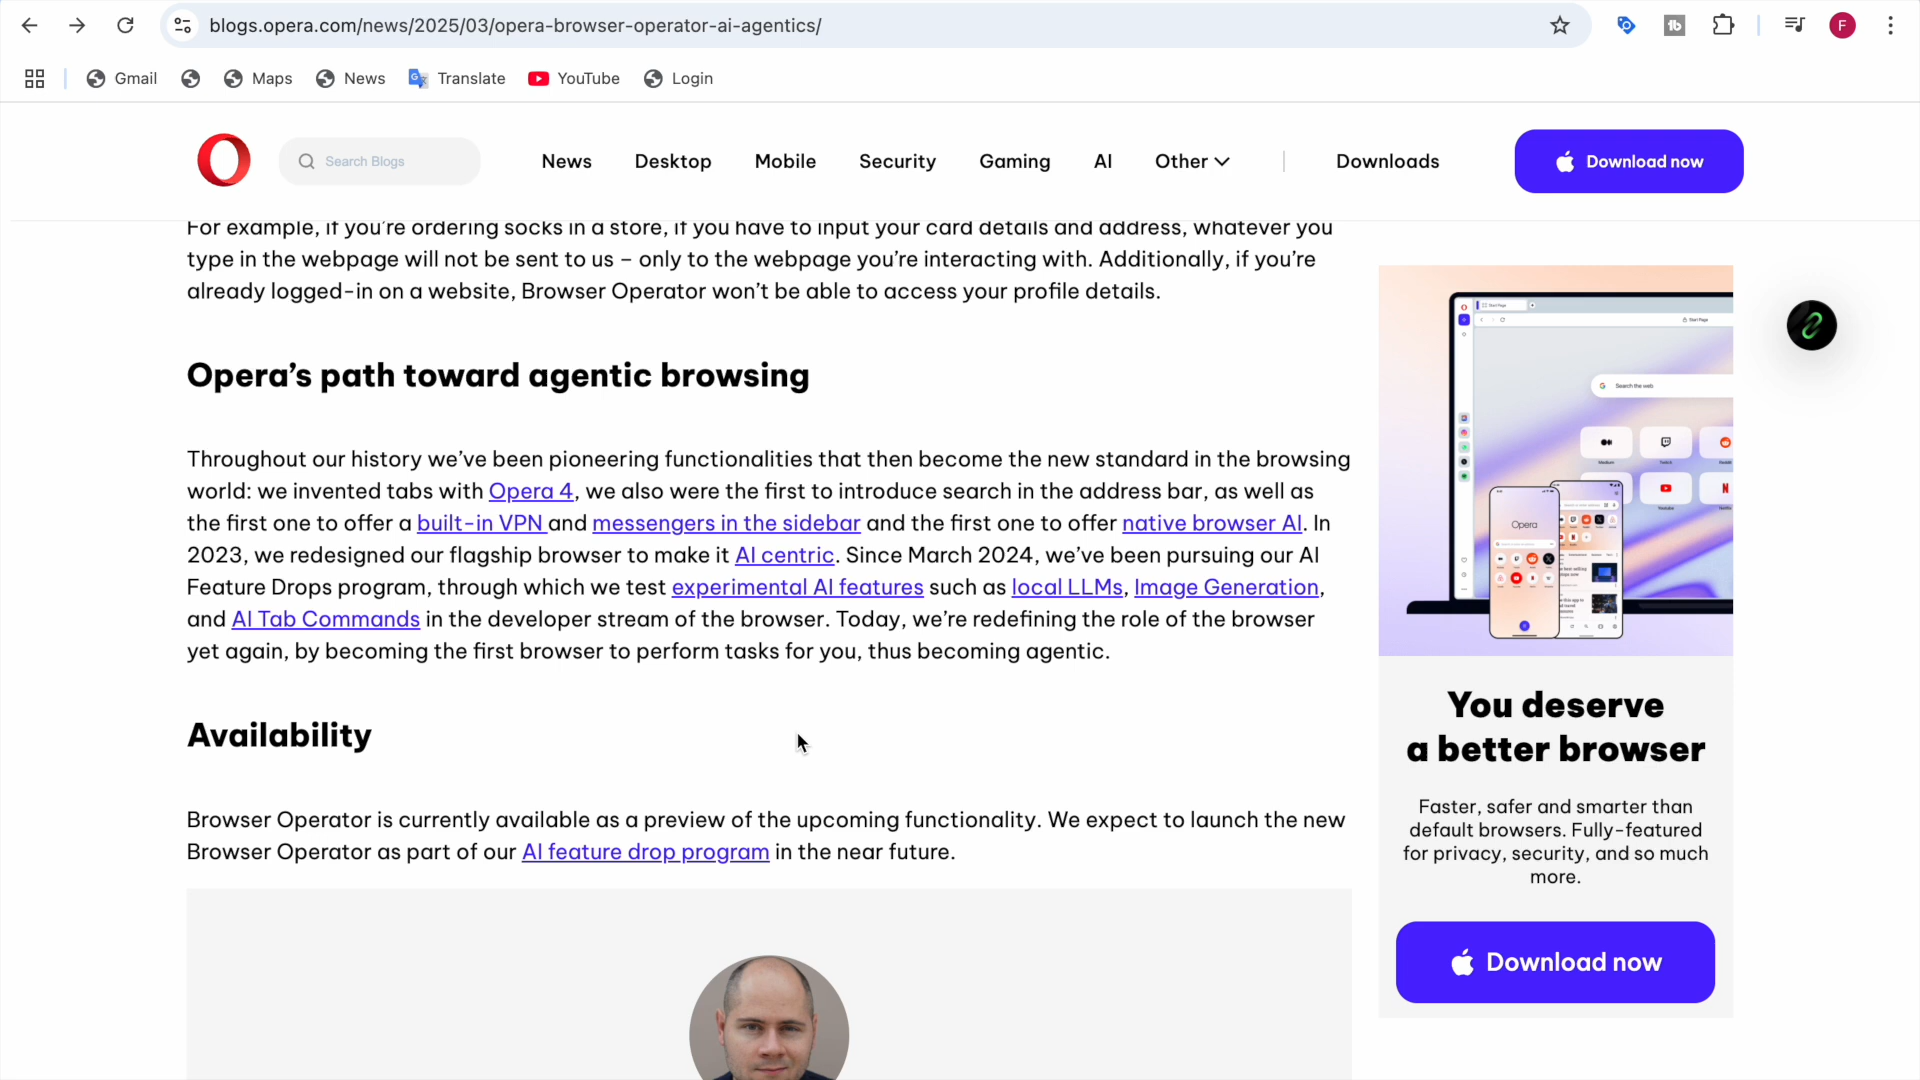 blogs.opera.com/news/2025/03/opera-browser-operator-ai-agentics/
F
Gmail
Maps
News
Translate
YouTube
Login
Search Blogs
News
Desktop
Mobile
Security
Gaming
AI
Other
Downloads
Download now
For example, if you're ordering socks in a store, if you have to input your card details and address, whatever you
type in the webpage will not be sent to us – only to the webpage you're interacting with. Additionally, if you're
already logged-in on a website, Browser Operator won't be able to access your profile details.
Opera's path toward agentic browsing
Throughout our history we've been pioneering functionalities that then become the new standard in the browsing
world: we invented tabs with Opera 4, we also were the first to introduce search in the address bar, as well as
the first one to offer a built-in VPN and messengers in the sidebar and the first one to offer native browser AI. In
2023, we redesigned our flagship browser to make it AI centric. Since March 2024, we've been pursuing our AI
Feature Drops program, through which we test experimental AI features such as local LLMs, Image Generation,
and AI Tab Commands in the developer stream of the browser. Today, we're redefining the role of the browser
yet again, by becoming the first browser to perform tasks for you, thus becoming agentic.
Availability
Browser Operator is currently available as a preview of the upcoming functionality. We expect to launch the new
Browser Operator as part of our AI feature drop program in the near future.
Start Page
Start Page
Search the web
Medium
Twitch
Reddit
Opera
You deserve
a better browser
Faster, safer and smarter than
default browsers. Fully-featured
for privacy, security, and so much
more.
Download now